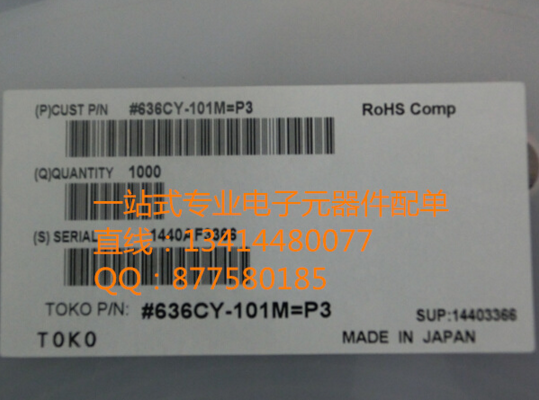 (P)CUST P/N #636CY-101M=P3 RoHS Comp
(Q)QUANTITY 1000
一站式专业电子元器件配单
(S) SERIAL
直线：13414480077
QQ：877580185
TOKO P/N: #636CY-101M=P3
SUP:14403366
TOKO MADE IN JAPAN